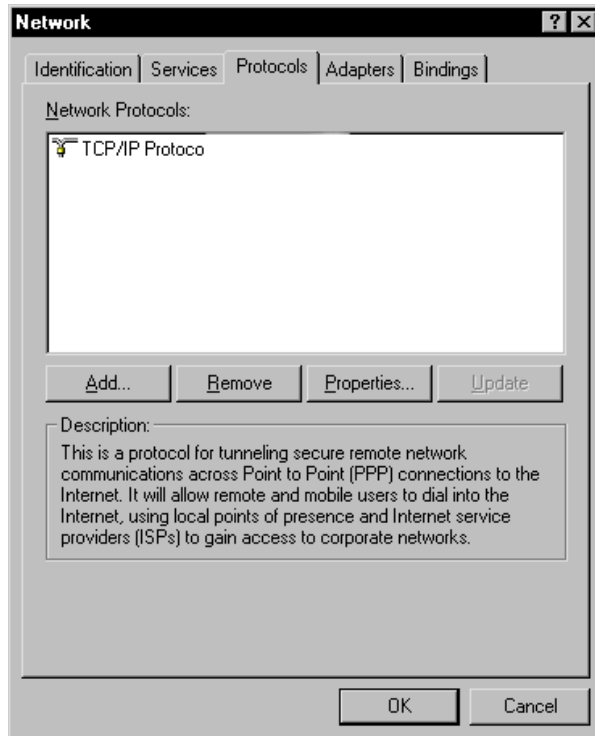 Network
Identification Services Protocols Adapters Bindings
Network Protocols:
TCP/IP Protoco
Add... Remove Properties... Update
Description:
This is a protocol for tunneling secure remote network
communications across Point to Point (PPP) connections to the
Internet. It will allow remote and mobile users to dial into the
Internet, using local points of presence and Internet service
providers (ISPs) to gain access to corporate networks.
OK Cancel